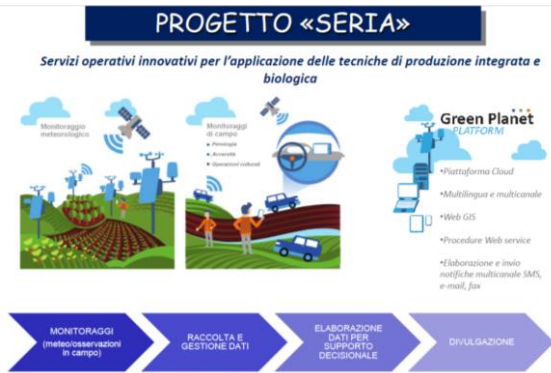 PROGETTO «SERIA»
Servizi operativi innovativi per l'applicazione delle tecniche di produzione integrata e
biologica
Monitoraggio
meteorologico
Monitoraggi
di campo
• Fenologia
• Avversità
• Operazioni colturali
Green Planet
PLATFORM
•Piattaforma Cloud
•Multilingua e multicanale
•Web GIS
•Procedure Web service
•Elaborazione e invio
notifiche multicanale SMS,
e-mail, fax
MONITORAGGI
(meteo/osservazioni
in campo)
RACCOLTA E
GESTIONE DATI
ELABORAZIONE
DATI PER
SUPPORTO
DECISIONALE
DIVULGAZIONE